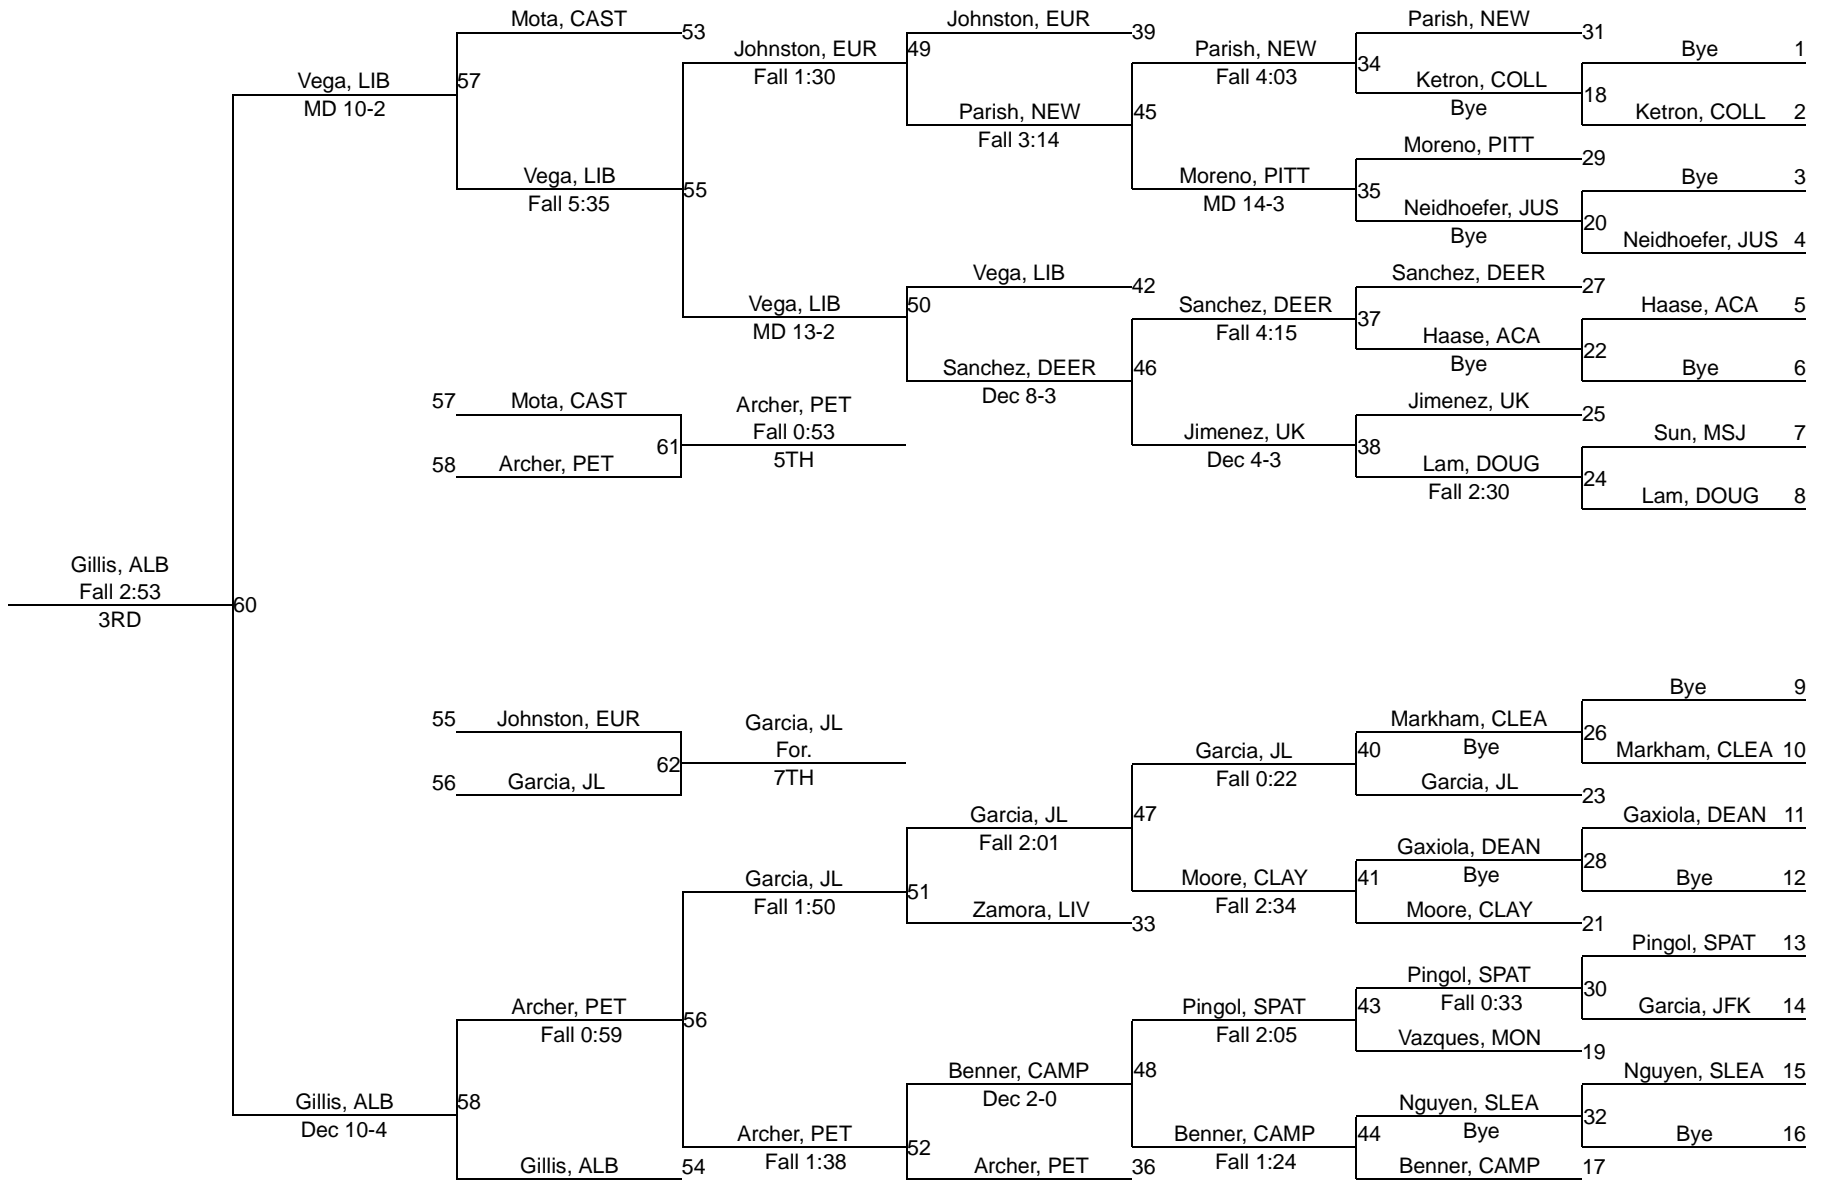 Mota, CAST
53
Johnston, EUR
39
Parish, NEW
31
Johnston, EUR
49
Parish, NEW
Bye 1
Fall 1:30
Fall 4:03
34
Vega, LIB
57
Ketron, COLL
18
MD 10-2
Bye
Parish, NEW
45
Ketron, COLL 2
Fall 3:14
Moreno, PITT
29
Vega, LIB
55
Moreno, PITT
35
Bye 3
Fall 5:35
MD 14-3
Neidhoefer, JUS
20
Bye
Neidhoefer, JUS 4
Vega, LIB
42
Sanchez, DEER
27
Vega, LIB
50
Sanchez, DEER
37
Haase, ACA 5
MD 13-2
Fall 4:15
Haase, ACA
22
Bye
Sanchez, DEER
46
Bye 6
Dec 8-3
57 Mota, CAST
Archer, PET
Jimenez, UK
25
Fall 0:53
61
5TH
Jimenez, UK
38
Sun, MSJ 7
Dec 4-3
58 Archer, PET
Lam, DOUG
24
Fall 2:30
Lam, DOUG 8
Gillis, ALB
Fall 2:53
60
3RD
Bye 9
55 Johnston, EUR
Garcia, JL
Markham, CLEA
26
For.
62
7TH
Garcia, JL
40
Bye
Markham, CLEA 10
Fall 0:22
56 Garcia, JL
Garcia, JL
23
Garcia, JL
47
Gaxiola, DEAN 11
Fall 2:01
Gaxiola, DEAN
28
Garcia, JL
51
Moore, CLAY
41
Bye
Bye 12
Fall 1:50
Fall 2:34
Zamora, LIV
33
Moore, CLAY
21
Pingol, SPAT 13
Pingol, SPAT
30
Archer, PET
56
Pingol, SPAT
43
Fall 0:33
Garcia, JFK 14
Fall 0:59
Fall 2:05
Vazques, MON
19
Benner, CAMP
48
Nguyen, SLEA 15
Dec 2-0
Gillis, ALB
58
Nguyen, SLEA
32
Dec 10-4
Archer, PET
52
Benner, CAMP
44
Bye
Bye 16
Fall 1:38
Fall 1:24
Gillis, ALB
54
Archer, PET
36
Benner, CAMP
17